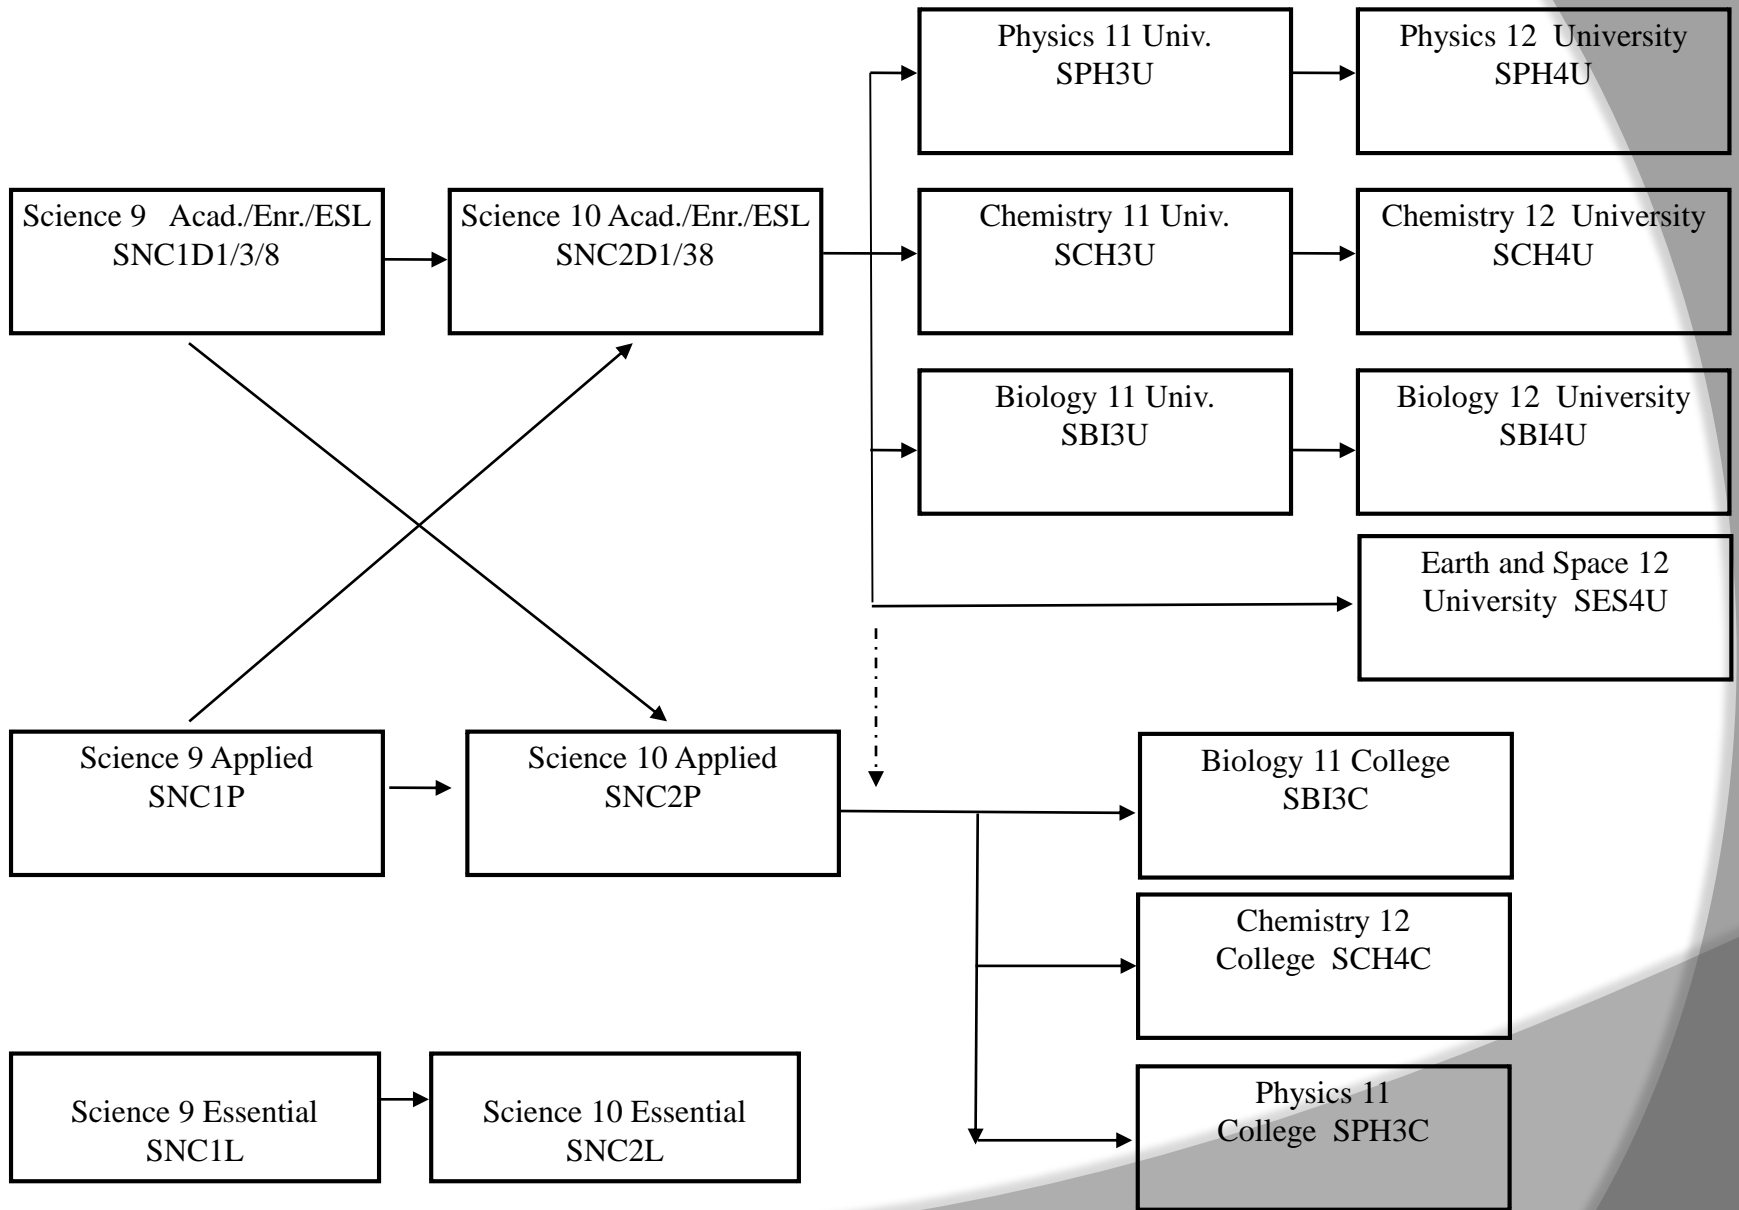 Physics 11 Univ.
SPH3U
Physics 12  University
SPH4U
Science 9   Acad./Enr./ESL
SNC1D1/3/8
Science 10 Acad./Enr./ESL
SNC2D1/38
Chemistry 11 Univ.
SCH3U
Chemistry 12  University
SCH4U
Biology 11 Univ.
SBI3U
Biology 12  University
SBI4U
Earth and Space 12
University  SES4U
Science 9 Applied
SNC1P
Science 10 Applied
SNC2P
Biology 11 College
SBI3C
Chemistry 12
College  SCH4C
Science 9 Essential
SNC1L
Science 10 Essential
SNC2L
Physics 11
College  SPH3C